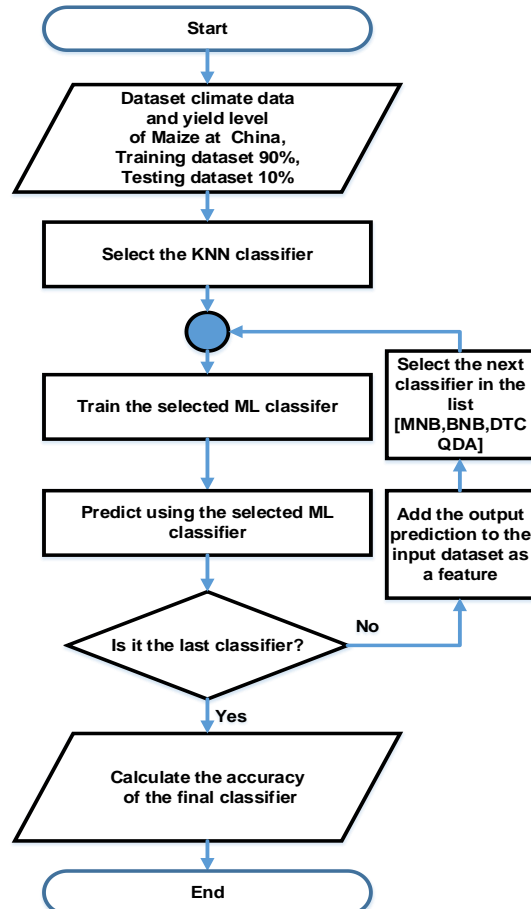 Start
Dataset climate data
and yield level
of Maize at China,
Training dataset 90%,
Testing dataset 10%
Select the KNN classifier
Train the selected ML classifer
Predict using the selected ML
classifier
Is it the last classifier?
No
Add the output
prediction to the
input dataset as
a feature
Select the next
classifier in the
list
[MNB,BNB,DTC
QDA]
Yes
Calculate the accuracy
of the final classifier
End